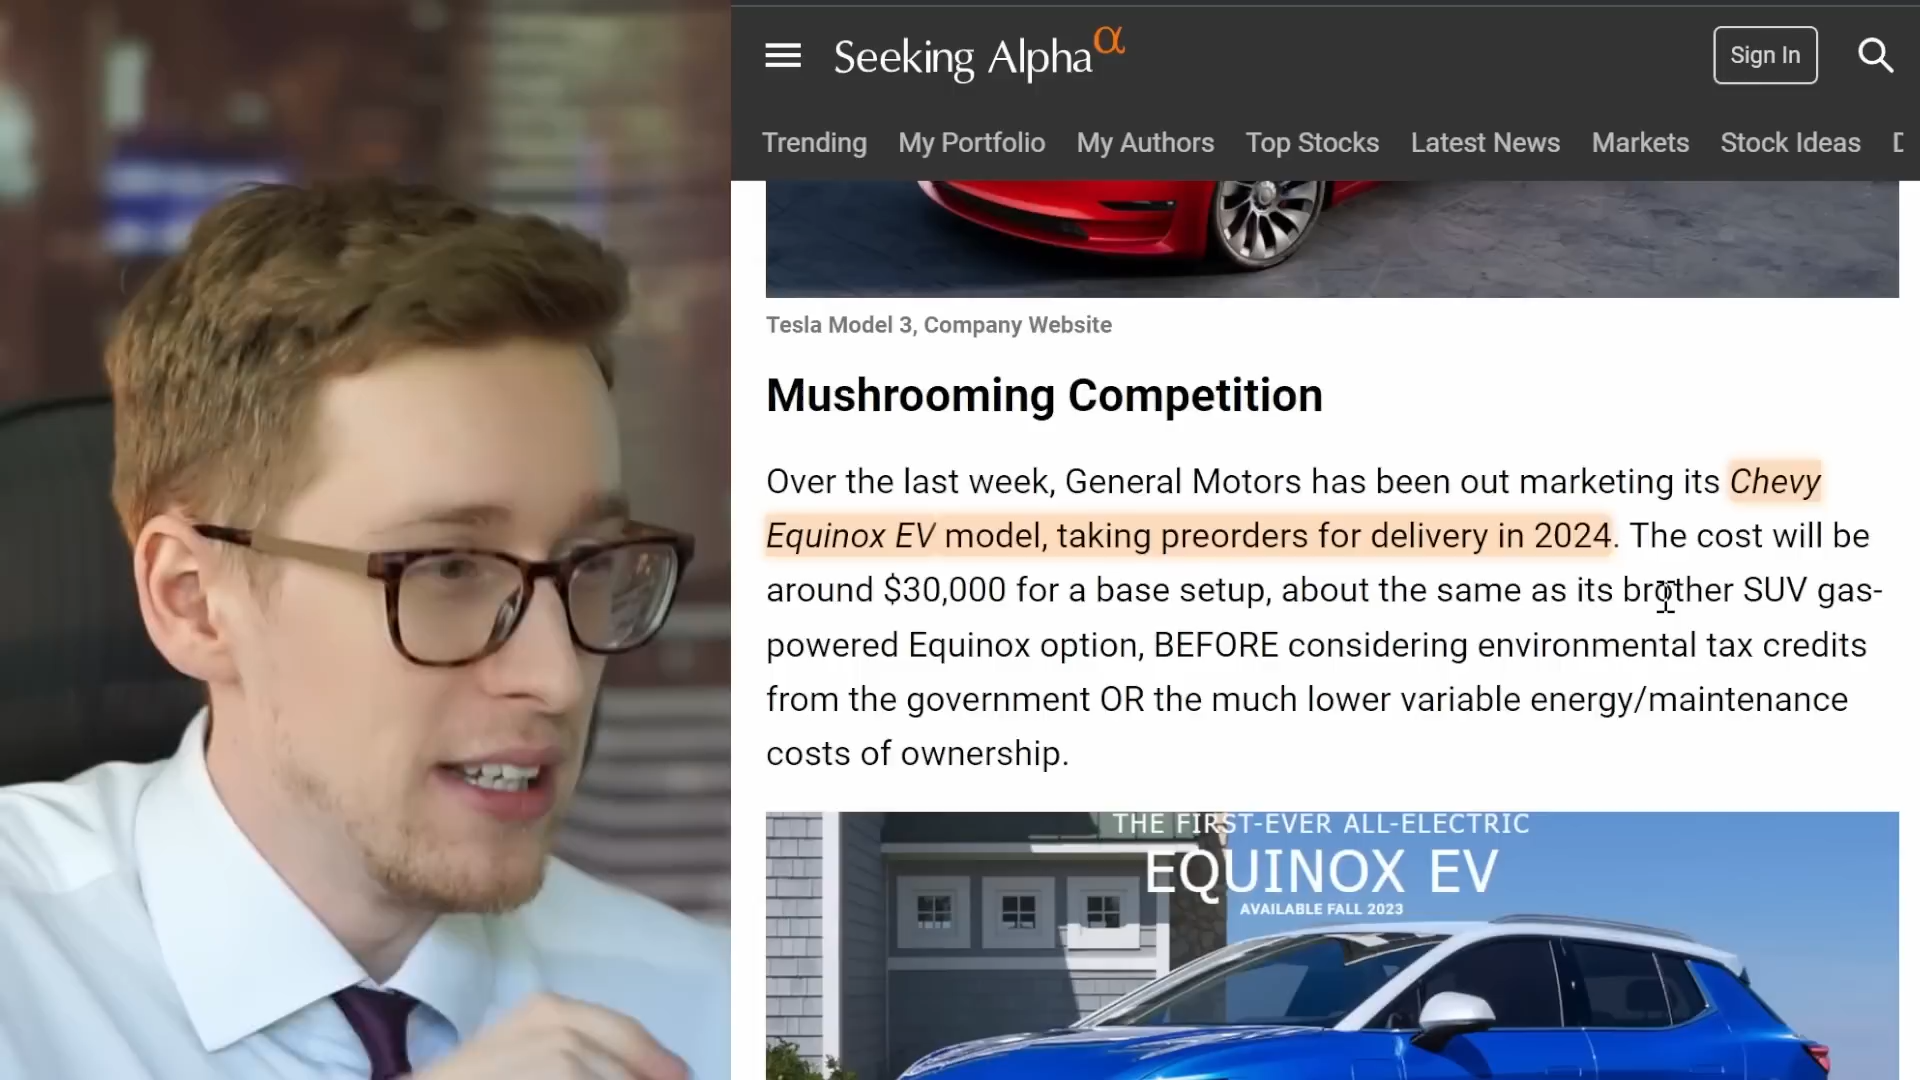 Seeking Alpha α
Sign In
Trending My Portfolio My Authors Top Stocks Latest News Markets Stock Ideas
Tesla Model 3, Company Website
Mushrooming Competition
Over the last week, General Motors has been out marketing its Chevy
Equinox EV model, taking preorders for delivery in 2024. The cost will be
around $30,000 for a base setup, about the same as its brother SUV gas-
powered Equinox option, BEFORE considering environmental tax credits
from the government OR the much lower variable energy/maintenance
costs of ownership.
THE FIRST-EVER ALL-ELECTRIC
EQUINOX EV
AVAILABLE FALL 2023